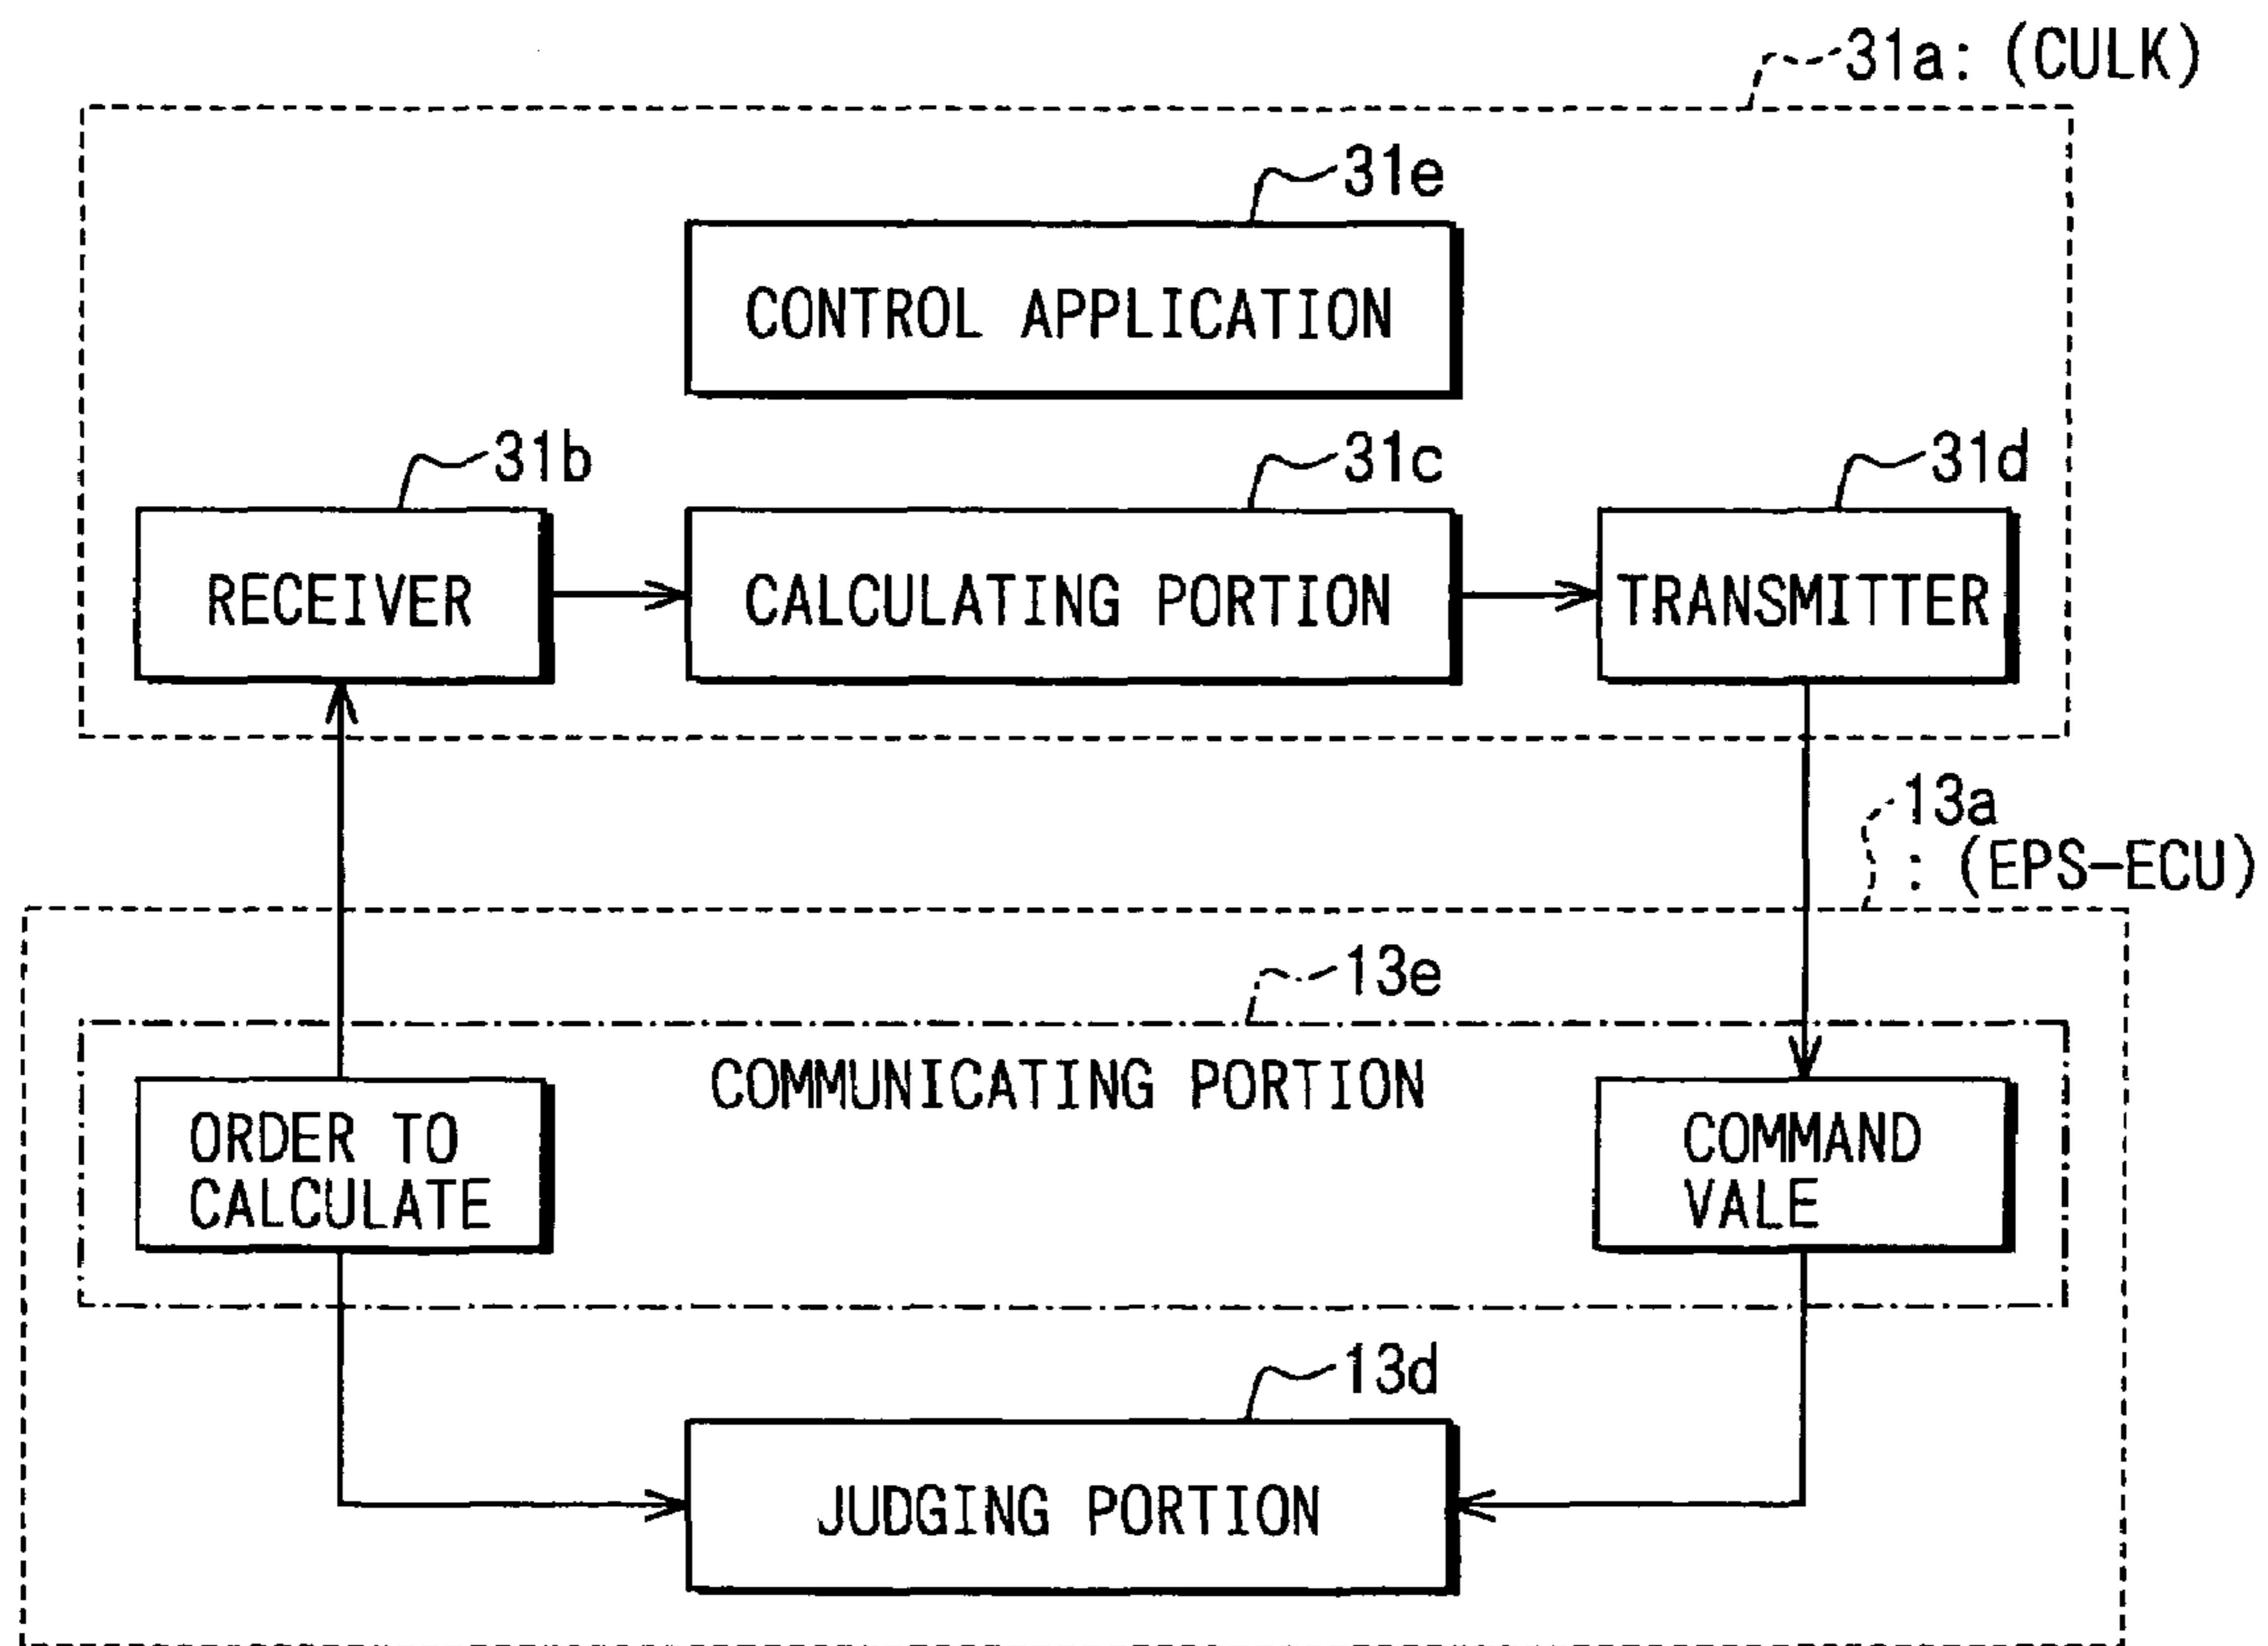 31a: (CULK)
31e
CONTROL APPLICATION
31b
31c
31d
RECEIVER
CALCULATING PORTION
TRANSMITTER
13a
: (EPS-ECU)
13e
COMMUNICATING PORTION
ORDER TO
CALCULATE
COMMAND
VALE
13d
JUDGING PORTION